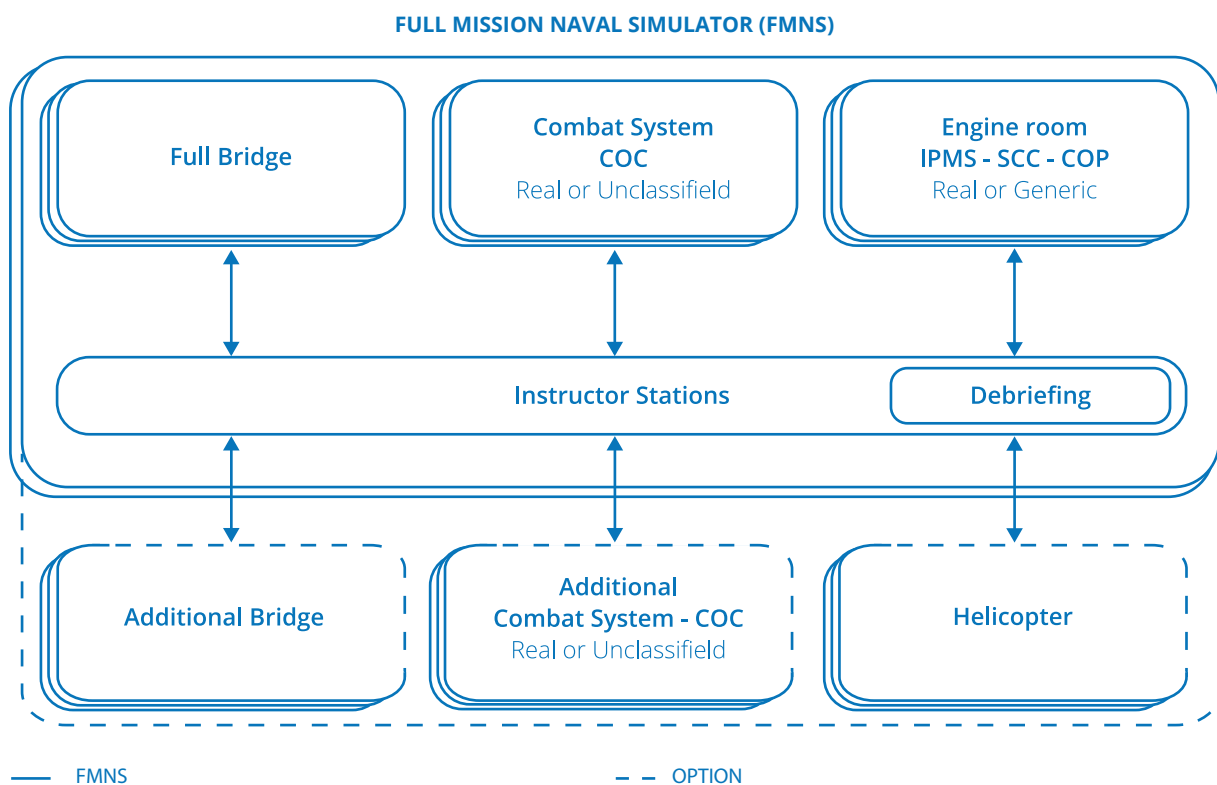 FULL MISSION NAVAL SIMULATOR (FMNS)
Full Bridge
Combat System
COC
Real or Unclassifield
Engine room
IPMS - SCC - COP
Real or Generic
Instructor Stations
Debriefing
Additional Bridge
Additional
Combat System - COC
Real or Unclassifield
Helicopter
FMNS
OPTION